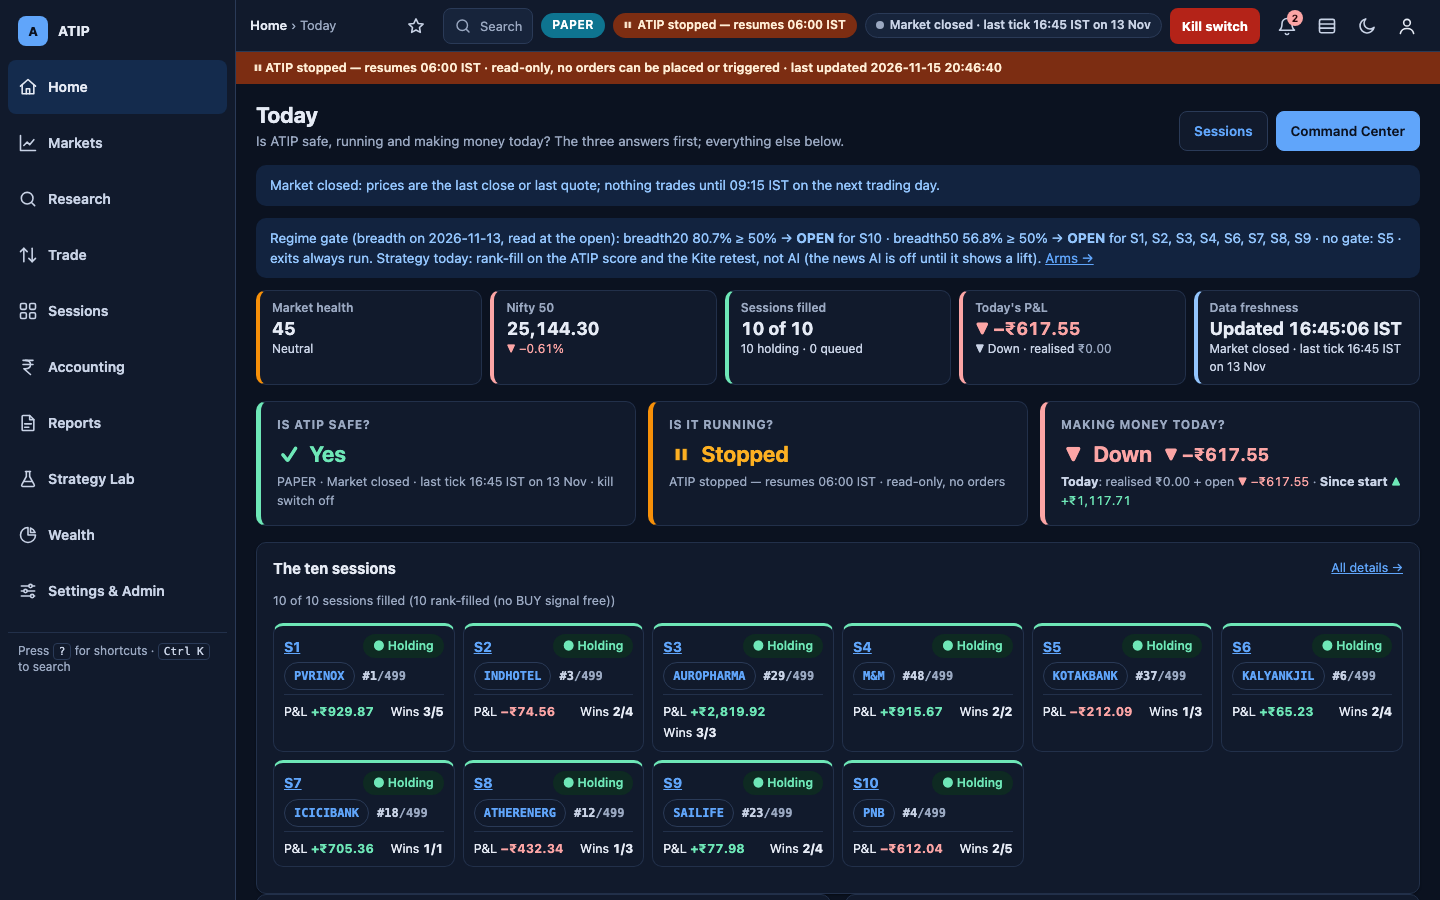 A ATIP
Home › Today
Search
PAPER
ATIP stopped — resumes 06:00 IST
Market closed · last tick 16:45 IST on 13 Nov
Kill switch
2
ATIP stopped — resumes 06:00 IST · read-only, no orders can be placed or triggered · last updated 2026-11-15 20:46:40
Home
Markets
Research
Trade
Sessions
Accounting
Reports
Strategy Lab
Wealth
Settings & Admin
Press ? for shortcuts · Ctrl K
to search
Today
Is ATIP safe, running and making money today? The three answers first; everything else below.
Sessions
Command Center
Market closed: prices are the last close or last quote; nothing trades until 09:15 IST on the next trading day.
Regime gate (breadth on 2026-11-13, read at the open): breadth20 80.7% ≥ 50% → OPEN for S10 · breadth50 56.8% ≥ 50% → OPEN for S1, S2, S3, S4, S6, S7, S8, S9 · no gate: S5 ·
exits always run. Strategy today: rank-fill on the ATIP score and the Kite retest, not AI (the news AI is off until it shows a lift). Arms →
Market health
45
Neutral
Nifty 50
25,144.30
▼ −0.61%
Sessions filled
10 of 10
10 holding · 0 queued
Today's P&L
▼ −₹617.55
▼ Down · realised ₹0.00
Data freshness
Updated 16:45:06 IST
Market closed · last tick 16:45 IST
on 13 Nov
IS ATIP SAFE?
✓ Yes
PAPER · Market closed · last tick 16:45 IST on 13 Nov · kill
switch off
IS IT RUNNING?
Stopped
ATIP stopped — resumes 06:00 IST · read-only, no orders
MAKING MONEY TODAY?
▼ Down ▼ −₹617.55
Today: realised ₹0.00 + open ▼ −₹617.55 · Since start ▲
+₹1,117.71
The ten sessions
All details →
10 of 10 sessions filled (10 rank-filled (no BUY signal free))
S1 ● Holding
PVRINOX #1/499
P&L +₹929.87 Wins 3/5
S2 ● Holding
INDHOTEL #3/499
P&L −₹74.56 Wins 2/4
S3 ● Holding
AUROPHARMA #29/499
P&L +₹2,819.92
Wins 3/3
S4 ● Holding
M&M #48/499
P&L +₹915.67 Wins 2/2
S5 ● Holding
KOTAKBANK #37/499
P&L −₹212.09 Wins 1/3
S6 ● Holding
KALYANKJIL #6/499
P&L +₹65.23 Wins 2/4
S7 ● Holding
ICICIBANK #18/499
P&L +₹705.36 Wins 1/1
S8 ● Holding
ATHERENERG #12/499
P&L −₹432.34 Wins 1/3
S9 ● Holding
SAILIFE #23/499
P&L +₹77.98 Wins 2/4
S10 ● Holding
PNB #4/499
P&L −₹612.04 Wins 2/5